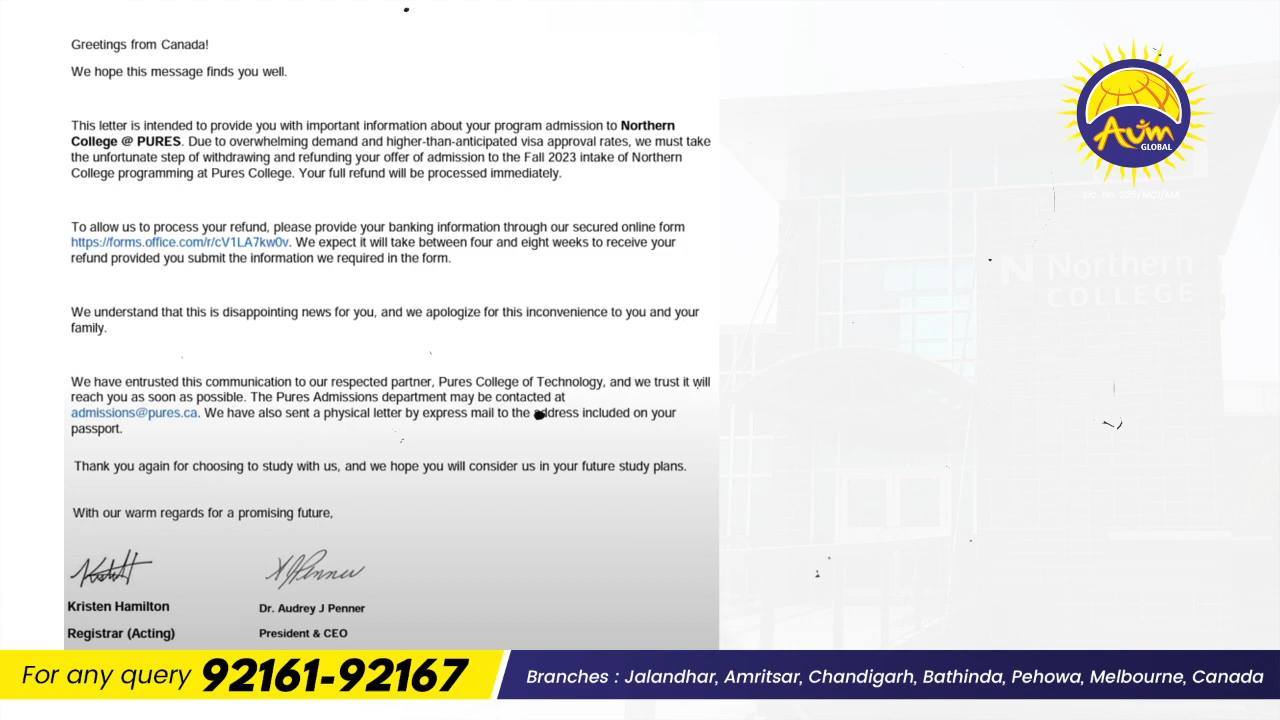 Greetings from Canada!
We hope this message finds you well.
This letter is intended to provide you with important information about your program admission to Northern
College @ PURES. Due to overwhelming demand and higher-than-anticipated visa approval rates, we must take
the unfortunate step of withdrawing and refunding your offer of admission to the Fall 2023 intake of Northern
College programming at Pures College. Your full refund will be processed immediately.
To allow us to process your refund, please provide your banking information through our secured online form
https://forms.office.com/r/cV1LA7kw0v. We expect it will take between four and eight weeks to receive your
refund provided you submit the information we required in the form.
We understand that this is disappointing news for you, and we apologize for this inconvenience to you and your
family.
We have entrusted this communication to our respected partner, Pures College of Technology, and we trust it will
reach you as soon as possible. The Pures Admissions department may be contacted at
admissions@pures.ca. We have also sent a physical letter by express mail to the address included on your
passport.
Thank you again for choosing to study with us, and we hope you will consider us in your future study plans.
With our warm regards for a promising future,
Kristen Hamilton
Registrar (Acting)
Dr. Audrey J Penner
President & CEO
Aum
GLOBAL
N Northern
COLLEGE
For any query 92161-92167
Branches : Jalandhar, Amritsar, Chandigarh, Bathinda, Pehowa, Melbourne, Canada